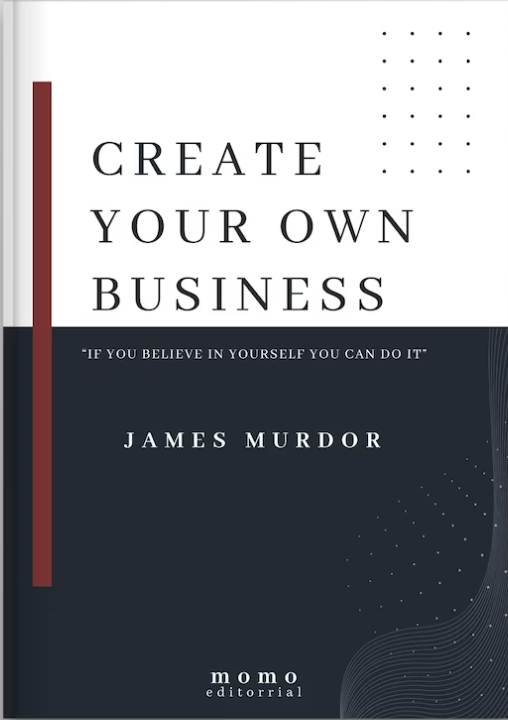 CREATE
YOUR OWN
BUSINESS
“IF YOU BELIEVE IN YOURSELF YOU CAN DO IT”
JAMES MURDOR
momo
editorrial